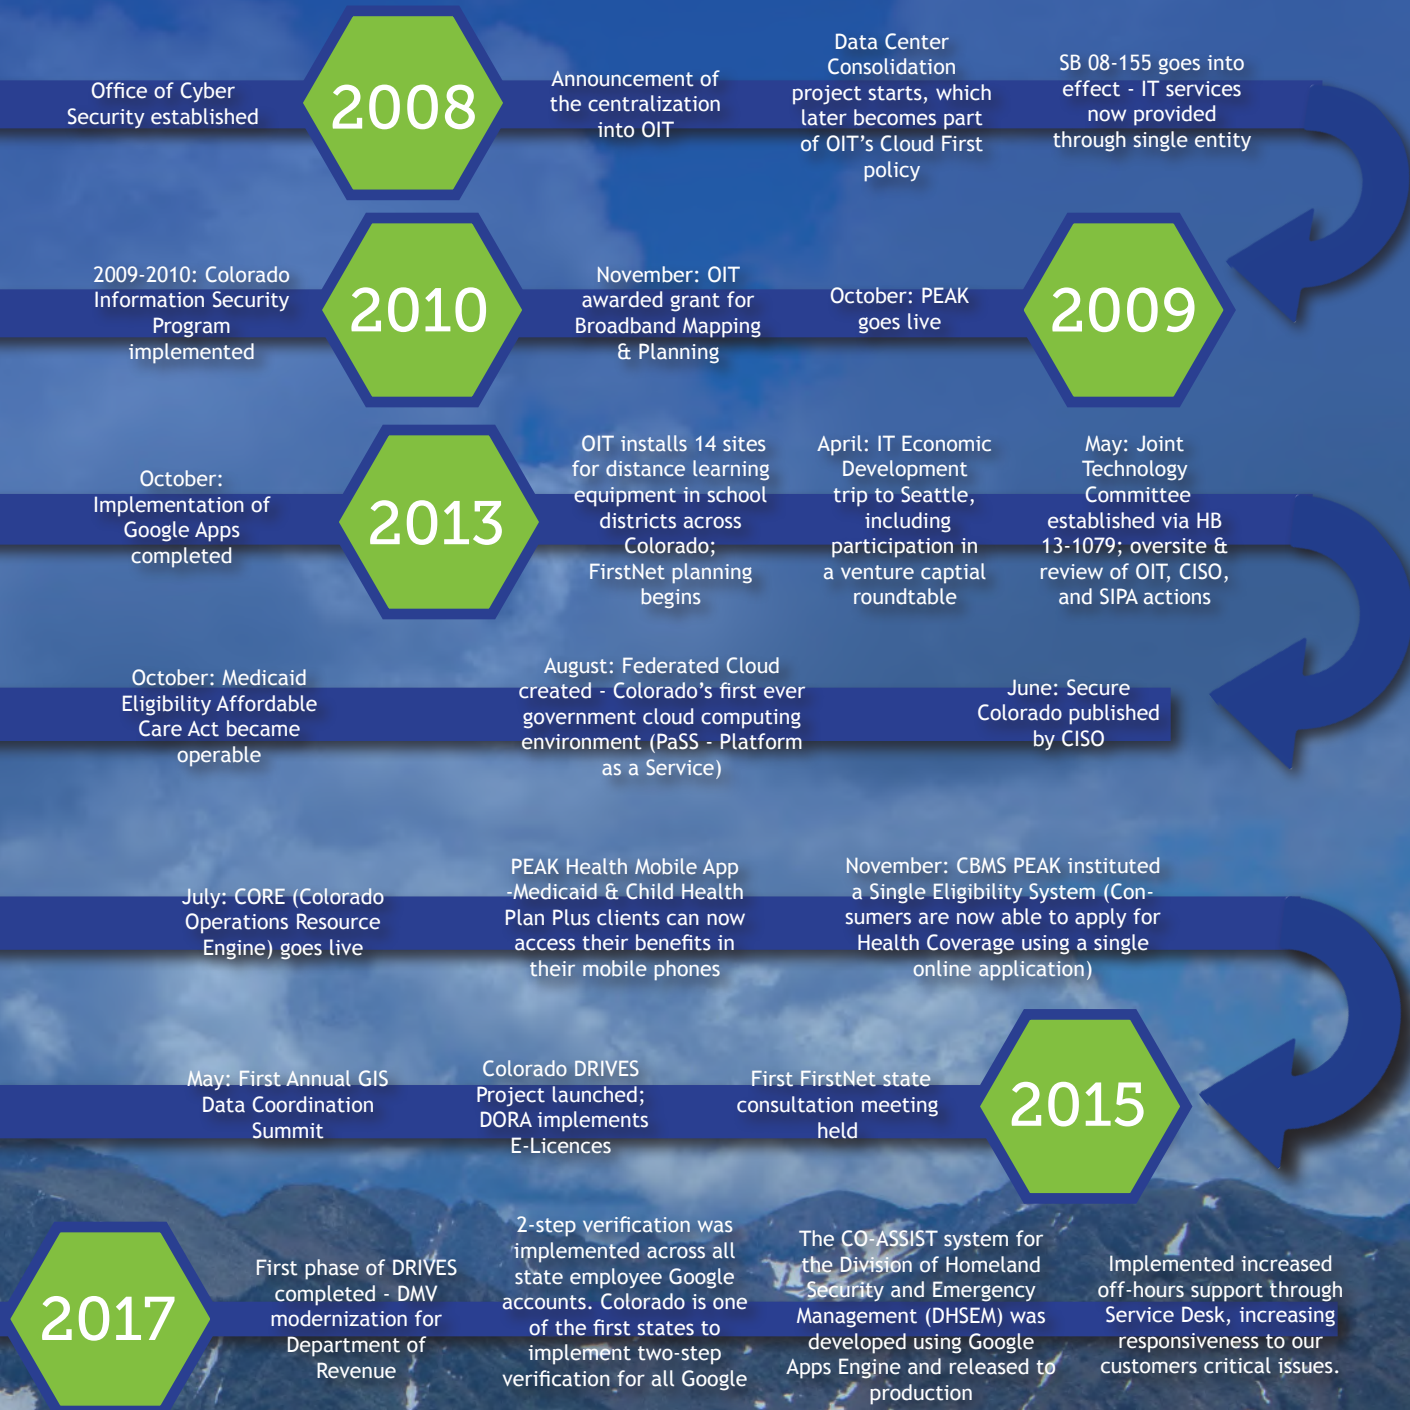 Office of Cyber
Security established
2008
Announcement of
the centralization
into OIT
Data Center
Consolidation
project starts, which
later becomes part
of OIT's Cloud First
policy
SB 08-155 goes into
effect - IT services
now provided
through single entity
2009
October: PEAK
goes live
November: OIT
awarded grant for
Broadband Mapping
& Planning
2010
2009-2010: Colorado
Information Security
Program
implemented
October:
Implementation of
Google Apps
completed
2013
OIT installs 14 sites
for distance learning
equipment in school
districts across
Colorado;
FirstNet planning
begins
April: IT Economic
Development
trip to Seattle,
including
participation in
a venture captial
roundtable
May: Joint
Technology
Committee
established via HB
13-1079; oversite &
review of OIT, CISO,
and SIPA actions
June: Secure
Colorado published
by CISO
August: Federated Cloud
created - Colorado's first ever
government cloud computing
environment (PaSS - Platform
as a Service)
October: Medicaid
Eligibility Affordable
Care Act became
operable
July: CORE (Colorado
Operations Resource
Engine) goes live
PEAK Health Mobile App
-Medicaid & Child Health
Plan Plus clients can now
access their benefits in
their mobile phones
November: CBMS PEAK instituted
a Single Eligibility System (Con-
sumers are now able to apply for
Health Coverage using a single
online application)
2015
First FirstNet state
consultation meeting
held
Colorado DRIVES
Project launched;
DORA implements
E-Licences
May: First Annual GIS
Data Coordination
Summit
2017
First phase of DRIVES
completed - DMV
modernization for
Department of
Revenue
2-step verification was
implemented across all
state employee Google
accounts. Colorado is one
of the first states to
implement two-step
verification for all Google
The CO-ASSIST system for
the Division of Homeland
Security and Emergency
Management (DHSEM) was
developed using Google
Apps Engine and released to
production
Implemented increased
off-hours support through
Service Desk, increasing
responsiveness to our
customers critical issues.